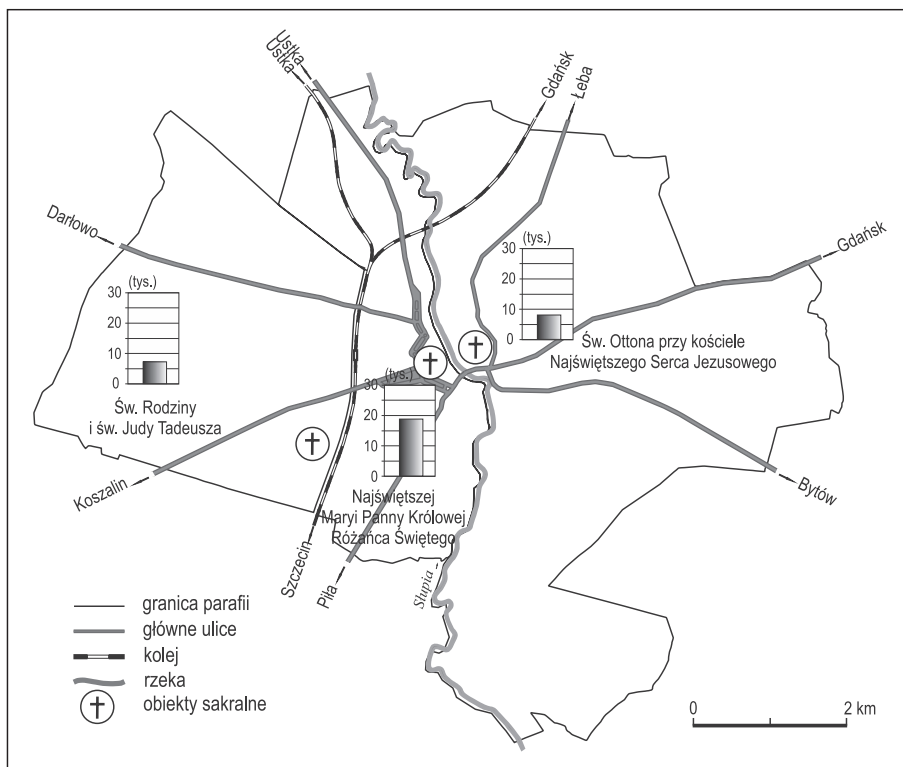 Ustka
Ustka
Gdańsk
Łeba
Darłowo
Gdańsk
(tys.)
30
20
10
0
Św. Ottona przy kościele
Najświętszego Serca Jezusowego
(tys.)
30
20
10
0
Św. Rodziny
i św. Judy Tadeusza
(tys.)
30
20
10
0
Najświętszej
Maryi Panny Królowej
Różańca Świętego
Koszalin
Szczecin
Piła
Słupia
Bytów
granica parafii
główne ulice
kolej
rzeka
obiekty sakralne
0 2 km